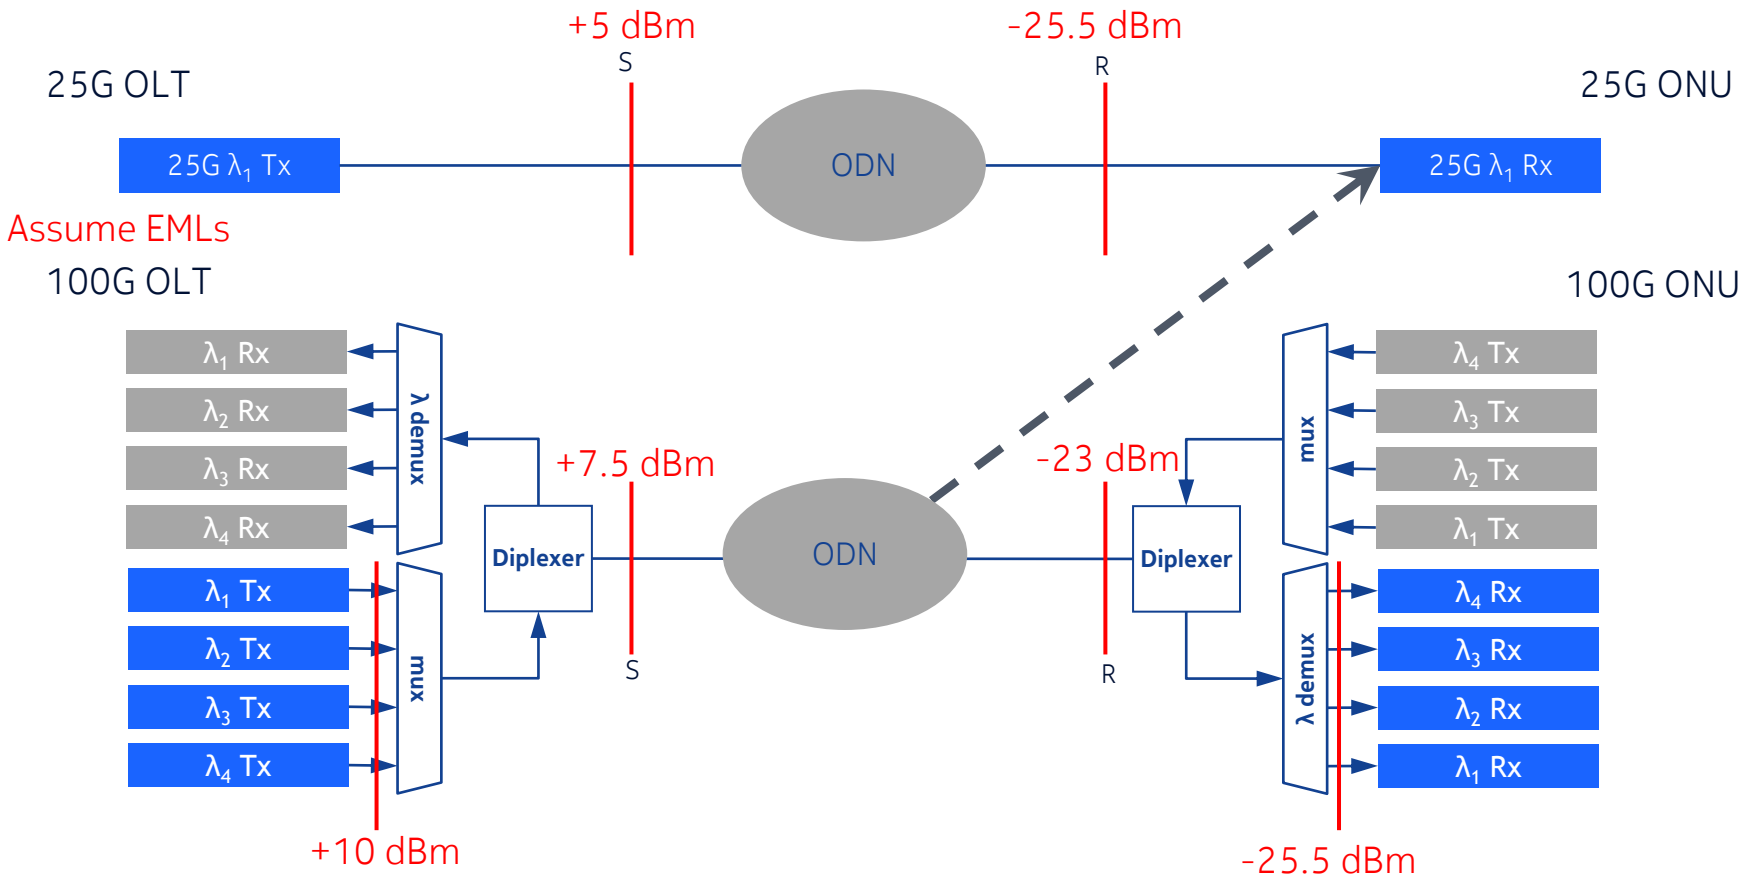 +5 dBm
-25.5 dBm
S
R
25G OLT
25G ONU
25G λ1 Tx
ODN
25G λ1 Rx
Assume EMLs
100G OLT
100G ONU
λ1 Rx
λ2 Rx
λ3 Rx
λ4 Rx
λ demux
+7.5 dBm
-23 dBm
mux
λ4 Tx
λ3 Tx
λ2 Tx
λ1 Tx
Diplexer
ODN
Diplexer
λ1 Tx
λ2 Tx
λ3 Tx
λ4 Tx
mux
S
R
λ demux
λ4 Rx
λ3 Rx
λ2 Rx
λ1 Rx
+10 dBm
-25.5 dBm